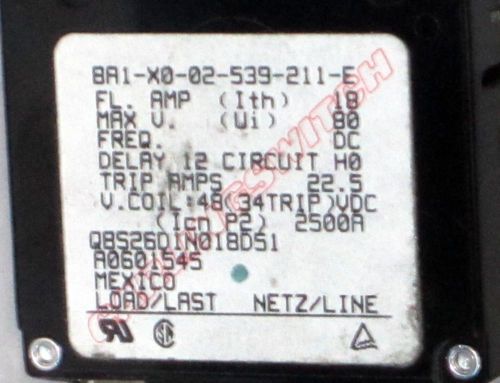 8A1-X0-02-539-211-E
FL. AMP (Ith) 18
MAX V. (Ui) 80
FREQ. DC
DELAY 12 CIRCUIT H0
TRIP AMPS 22.5
V.COIL:48(34TRIP)VDC
(Icn P2) 2500A
Q8526DIN018D51
A0601545
MEXICO
LOAD/LAST NETZ/LINE